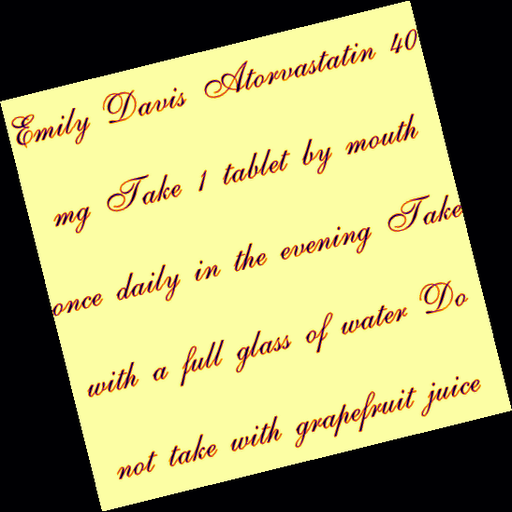 Emily Davis Atorvastatin 40
mg Take 1 tablet by mouth
once daily in the evening Take
with a full glass of water Do
not take with grapefruit juice